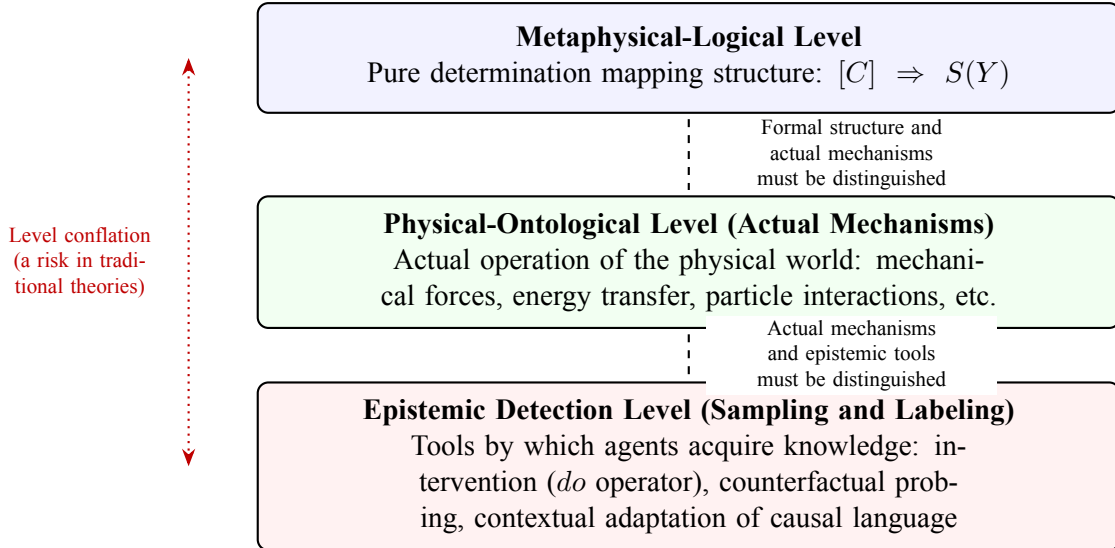 Metaphysical-Logical Level
Pure determination mapping structure: [C] ⇒ S(Y)
Formal structure and
actual mechanisms
must be distinguished
Physical-Ontological Level (Actual Mechanisms)
Actual operation of the physical world: mechani-
cal forces, energy transfer, particle interactions, etc.
Level conflation
(a risk in tradi-
tional theories)
Actual mechanisms
and epistemic tools
must be distinguished
Epistemic Detection Level (Sampling and Labeling)
Tools by which agents acquire knowledge: in-
tervention (do operator), counterfactual prob-
ing, contextual adaptation of causal language